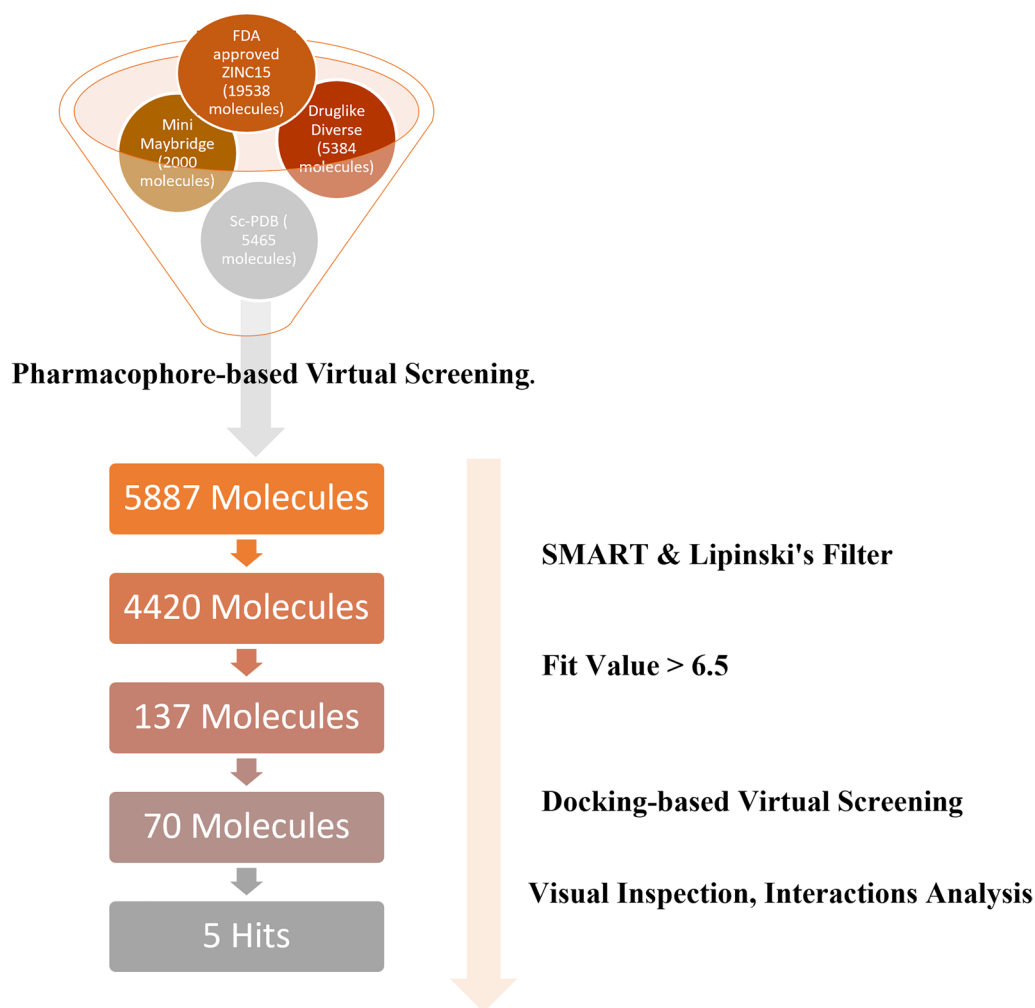 FDA
approved
ZINC15
(19538
molecules)
Mini
Maybridge
(2000
molecules)
Druglike
Diverse
(5384
molecules)
Sc-PDB (
5465
molecules)
Pharmacophore-based Virtual Screening.
5887 Molecules
SMART & Lipinski's Filter
4420 Molecules
Fit Value > 6.5
137 Molecules
Docking-based Virtual Screening
70 Molecules
Visual Inspection, Interactions Analysis
5 Hits